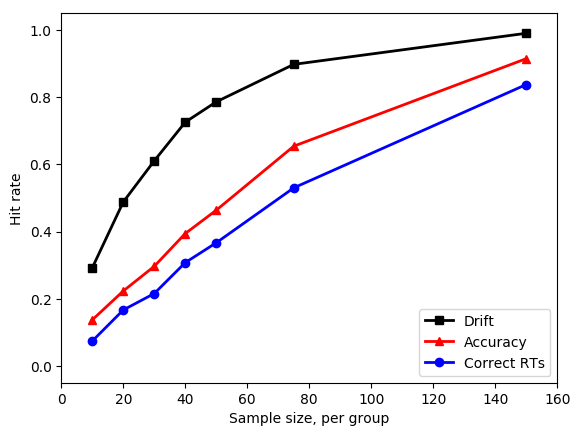 1.0
0.8
0.6
0.4
0.2
0.0
Hit rate
0 20 40 60 80 100 120 140 160
Sample size, per group
Drift
Accuracy
Correct RTs